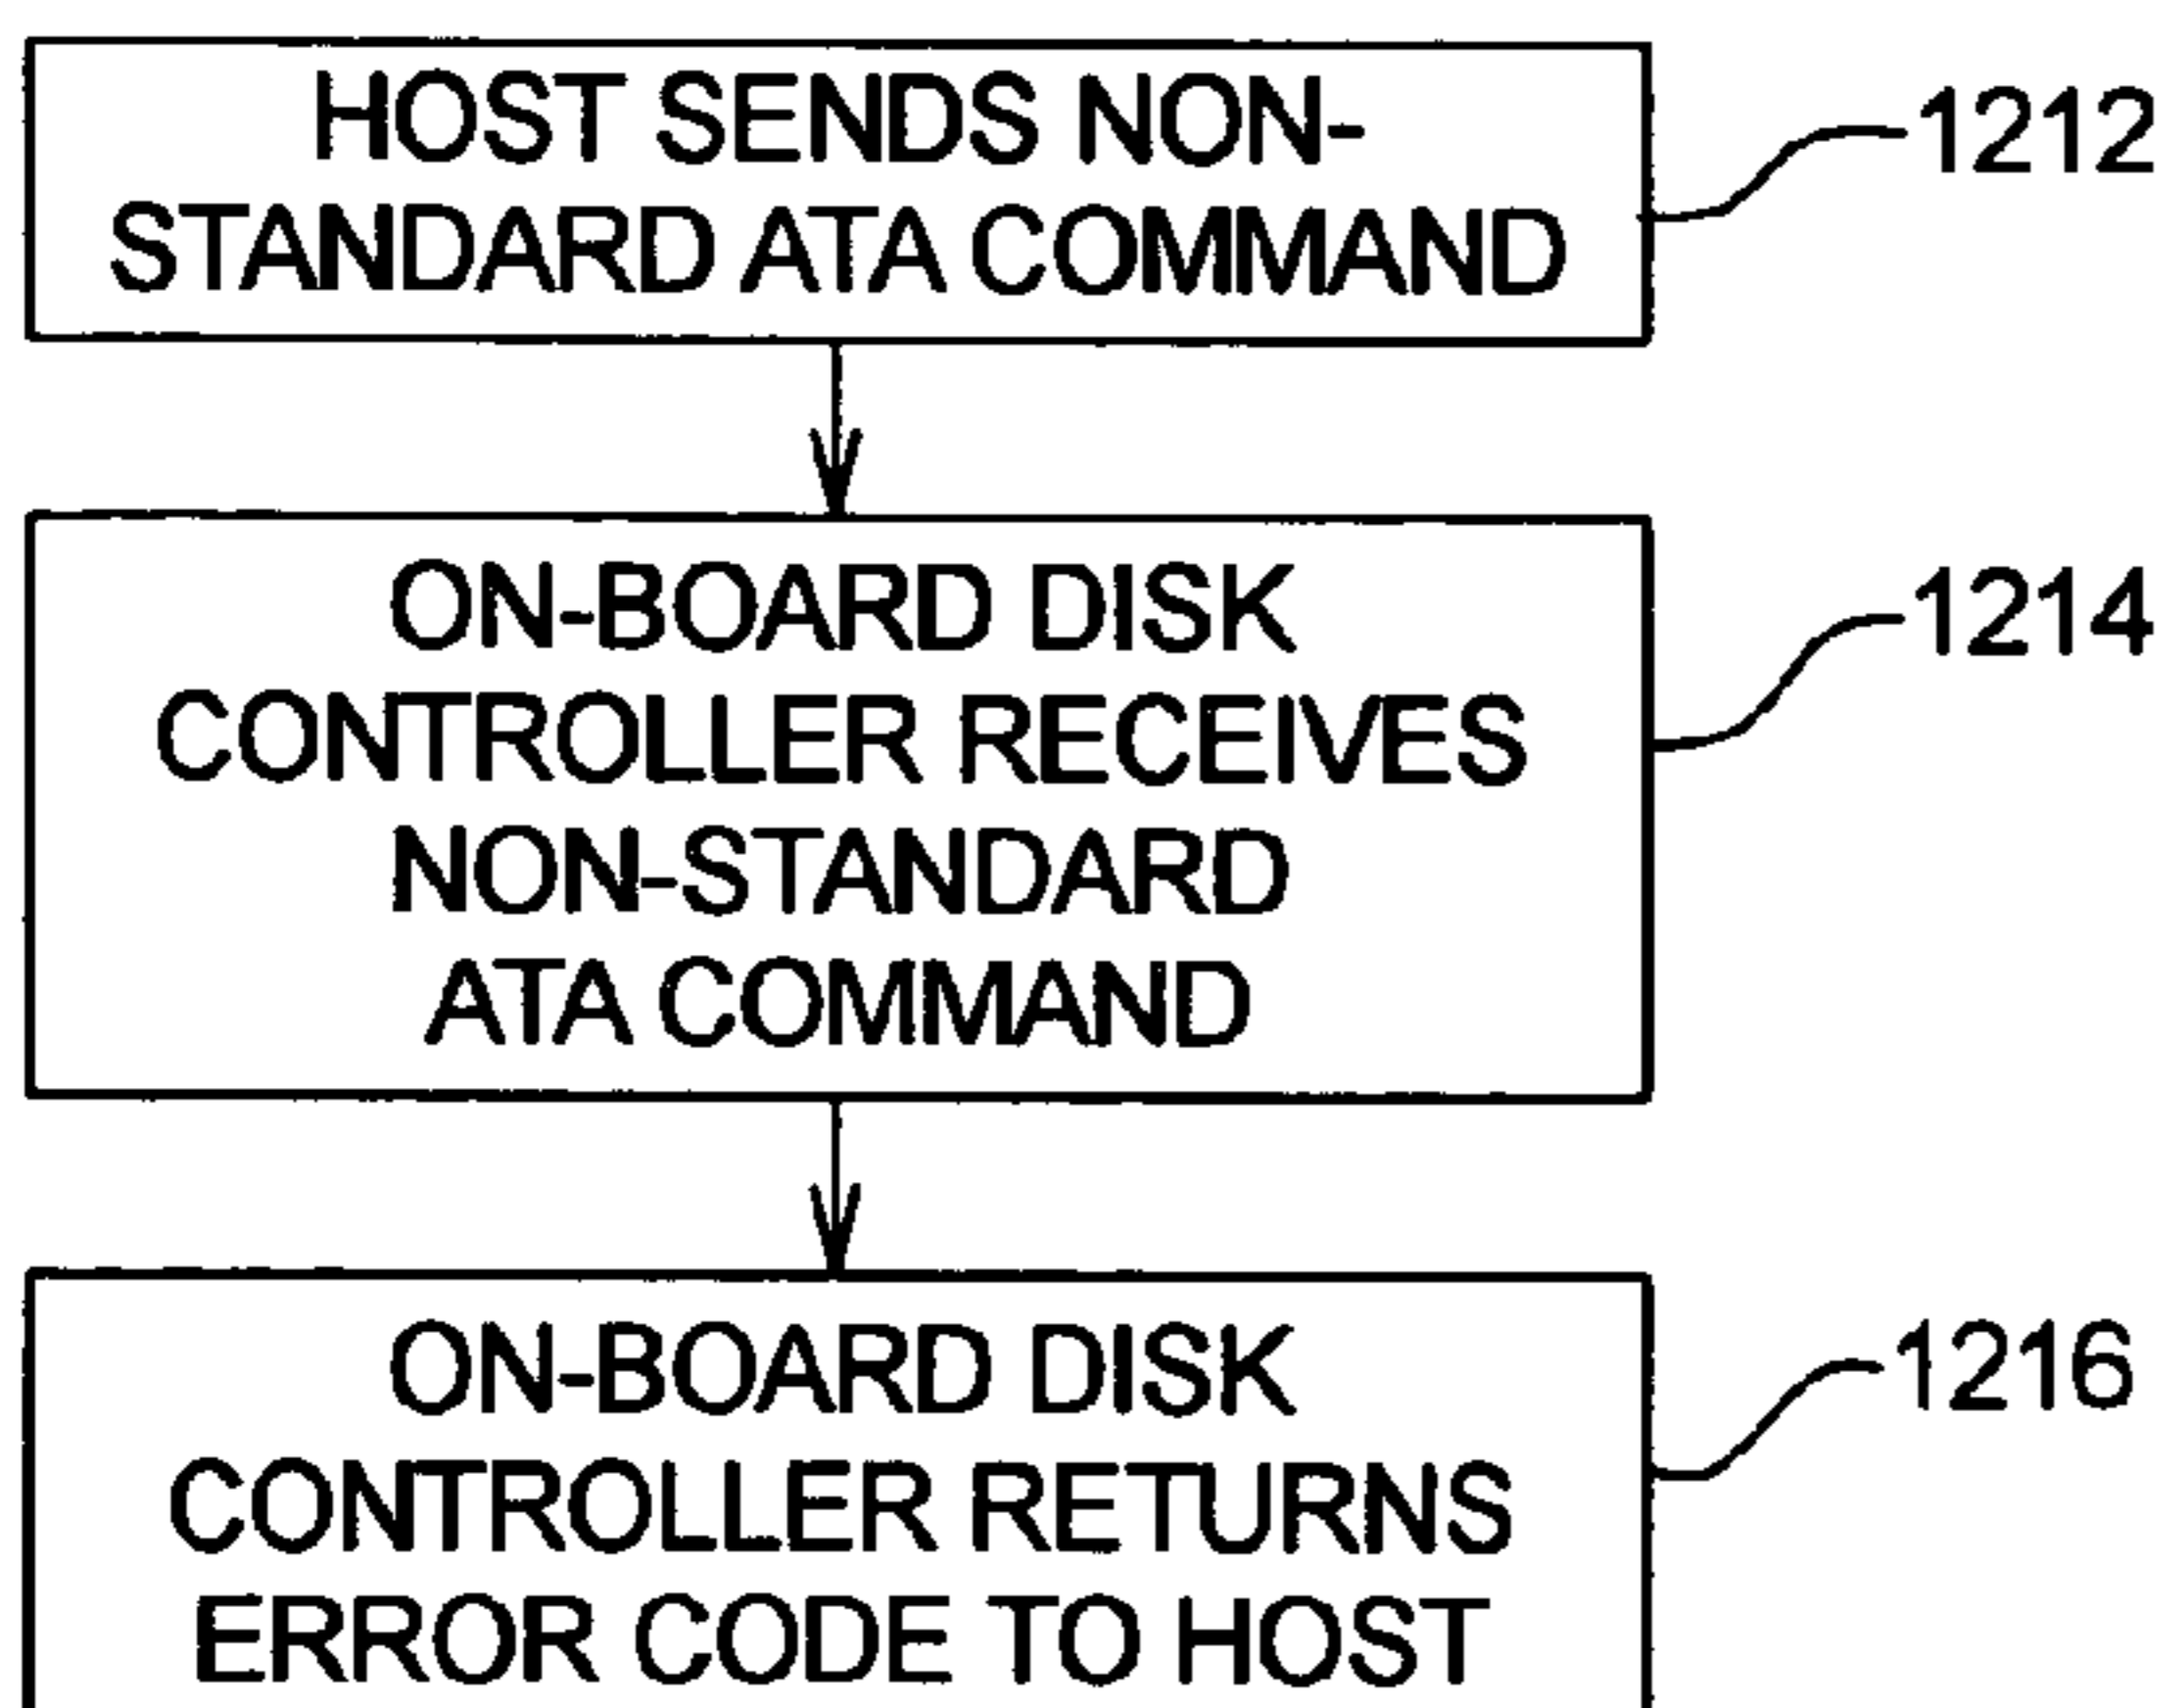 HOST SENDS NON-
STANDARD ATA COMMAND
1212
ON-BOARD DISK
CONTROLLER RECEIVES
NON-STANDARD
ATA COMMAND
1214
ON-BOARD DISK
CONTROLLER RETURNS
ERROR CODE TO HOST
1216